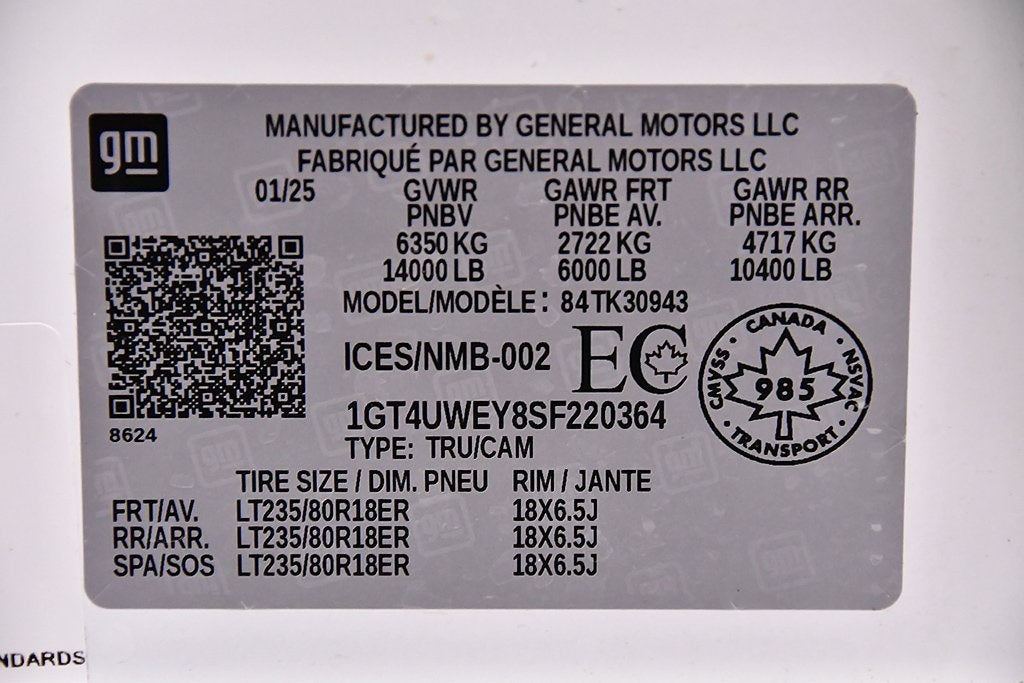 gm
MANUFACTURED BY GENERAL MOTORS LLC
FABRIQUÉ PAR GENERAL MOTORS LLC
01/25 GVWR GAWR FRT GAWR RR
PNBV PNBE AV. PNBE ARR.
6350 KG 2722 KG 4717 KG
14000 LB 6000 LB 10400 LB
MODEL/MODÈLE: 84TK30943
ICES/NMB-002 EC
CANADA
CMVSS 985 NSVAC
TRANSPORT
1GT4UWEY8SF220364
8624
TYPE: TRU/CAM
TIRE SIZE / DIM. PNEU RIM / JANTE
FRT/AV. LT235/80R18ER 18X6.5J
RR/ARR. LT235/80R18ER 18X6.5J
SPA/SOS LT235/80R18ER 18X6.5J
NDARDS